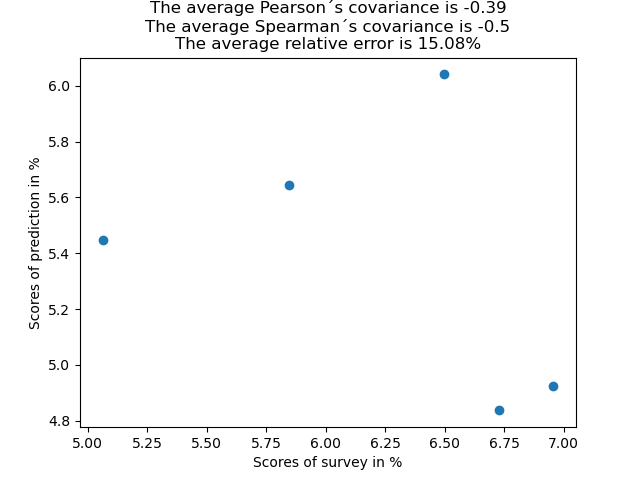 The average Pearson´s covariance is -0.39
The average Spearman´s covariance is -0.5
The average relative error is 15.08%
6.0
5.8
5.6
5.4
5.2
5.0
4.8
Scores of prediction in %
5.00 5.25 5.50 5.75 6.00 6.25 6.50 6.75 7.00
Scores of survey in %